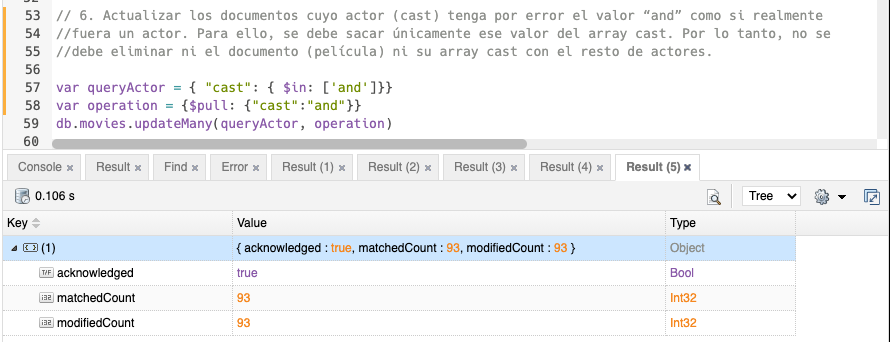 53 // 6. Actualizar los documentos cuyo actor (cast) tenga por error el valor “and” como si realmente
54 //fuera un actor. Para ello, se debe sacar únicamente ese valor del array cast. Por lo tanto, no se
55 //debe eliminar ni el documento (película) ni su array cast con el resto de actores.
56
57 var queryActor = { "cast": { $in: ['and']}}
58 var operation = {$pull: {"cast":"and"}}
59 db.movies.updateMany(queryActor, operation)
60
Console × Result × Find × Error × Result (1) × Result (2) × Result (3) × Result (4) × Result (5) ×
0.106 s Tree
Key Value Type
(1) { acknowledged : true, matchedCount : 93, modifiedCount : 93 } Object
T/F acknowledged true Bool
i32 matchedCount 93 Int32
i32 modifiedCount 93 Int32